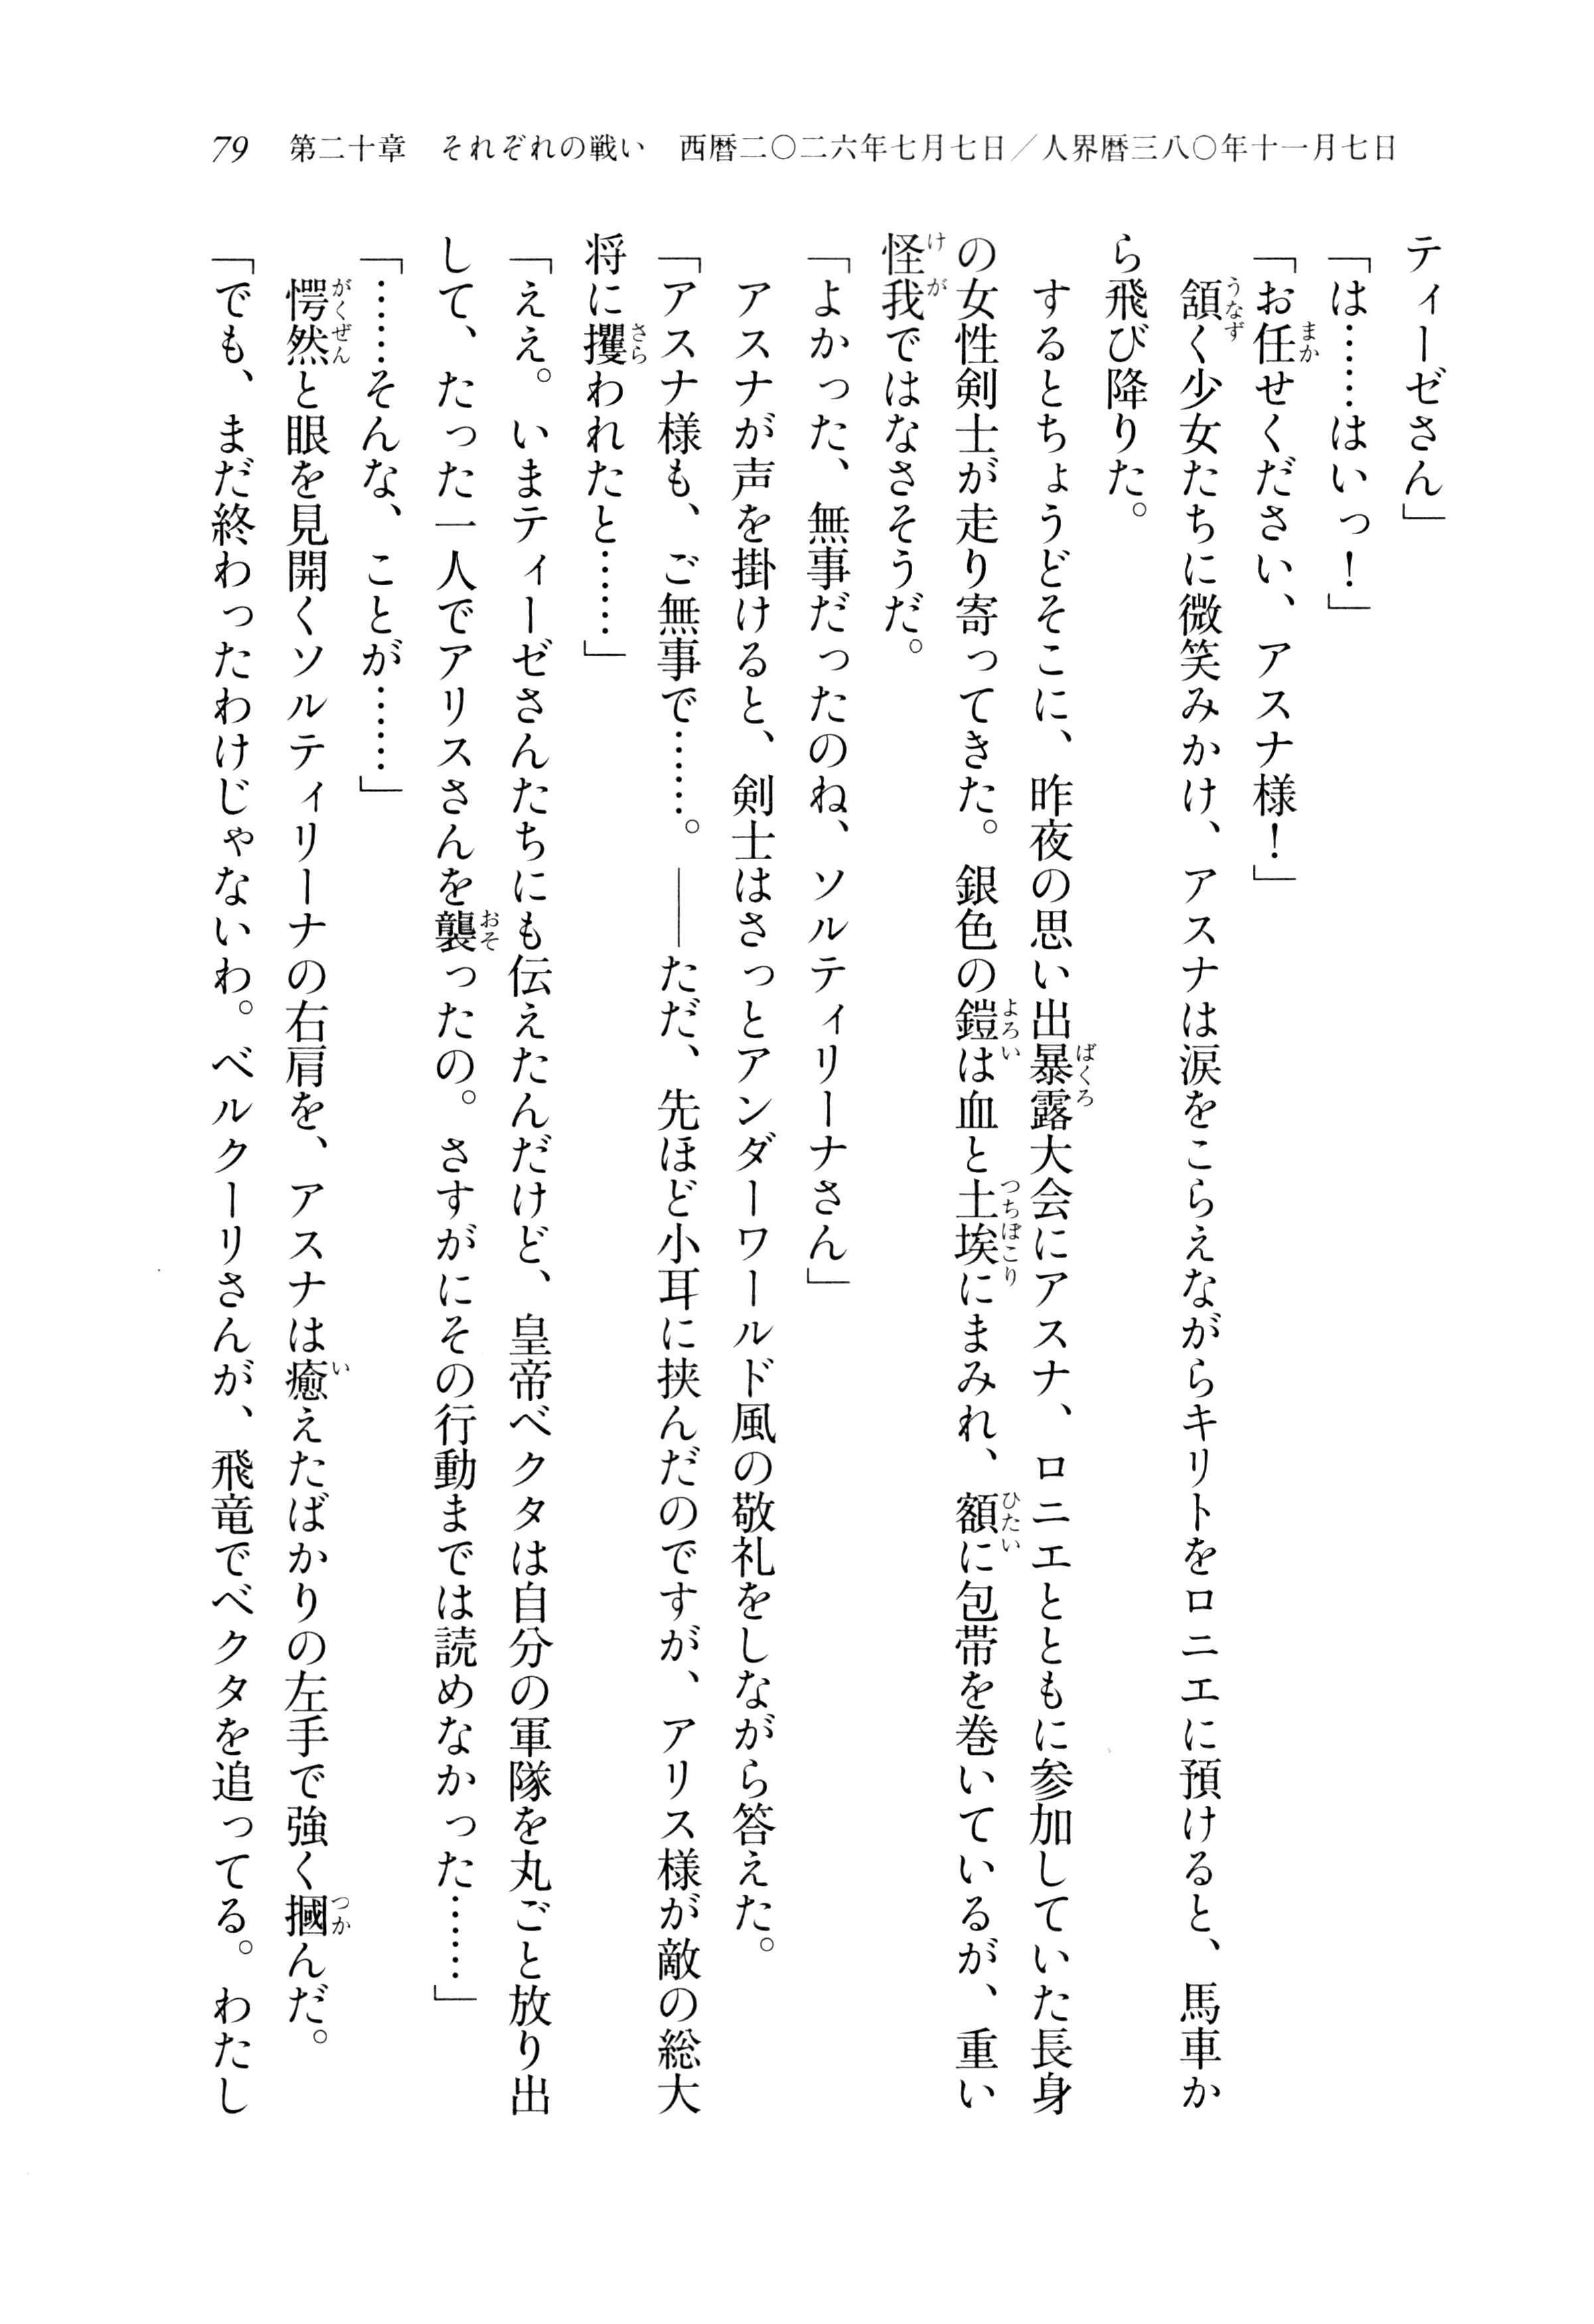 79　第二十章　それぞれの戦い　西暦二〇二六年七月七日／人界暦三八〇年十一月七日
ティーゼさん」
「は……はいっ！」
「お任せください、アスナ様！」
　頷く少女たちに微笑みかけ、アスナは涙をこらえながらキリトをロニエに預けると、馬車か
ら飛び降りた。
　するとちょうどそこに、昨夜の思い出暴露大会にアスナ、ロニエとともに参加していた長身
の女性剣士が走り寄ってきた。銀色の鎧は血と土埃にまみれ、額に包帯を巻いているが、重い
怪我ではなさそうだ。
「よかった、無事だったのね、ソルティリーナさん」
　アスナが声を掛けると、剣士はさっとアンダーワールド風の敬礼をしながら答えた。
「アスナ様も、ご無事で……。――ただ、先ほど小耳に挟んだのですが、アリス様が敵の総大
将に攫われたと……」
「ええ。いまティーゼさんたちにも伝えたんだけど、皇帝ベクタは自分の軍隊を丸ごと放り出
して、たった一人でアリスさんを襲ったの。さすがにその行動までは読めなかった……」
「……そんな、ことが……」
　愕然と眼を見開くソルティリーナの右肩を、アスナは癒えたばかりの左手で強く摑んだ。
「でも、まだ終わったわけじゃないわ。ベルクーリさんが、飛竜でベクタを追ってる。わたし